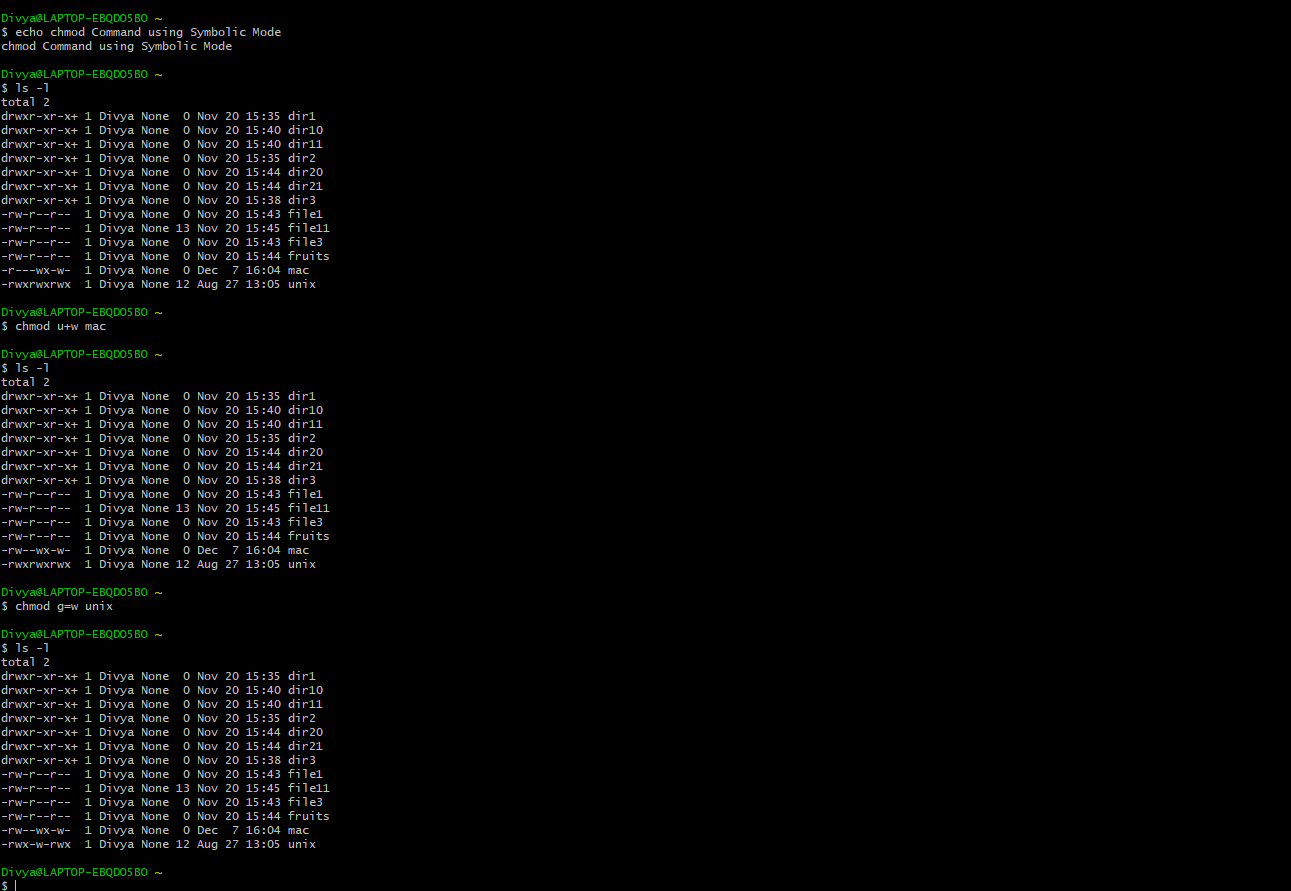 Divya@LAPTOP-EBQDO5BO ~
$ echo chmod Command using Symbolic Mode
chmod Command using Symbolic Mode
Divya@LAPTOP-EBQDO5BO ~
$ ls -l
total 2
drwxr-xr-x+ 1 Divya None  0 Nov 20 15:35 dir1
drwxr-xr-x+ 1 Divya None  0 Nov 20 15:40 dir10
drwxr-xr-x+ 1 Divya None  0 Nov 20 15:40 dir11
drwxr-xr-x+ 1 Divya None  0 Nov 20 15:35 dir2
drwxr-xr-x+ 1 Divya None  0 Nov 20 15:44 dir20
drwxr-xr-x+ 1 Divya None  0 Nov 20 15:44 dir21
drwxr-xr-x+ 1 Divya None  0 Nov 20 15:38 dir3
-rw-r--r--  1 Divya None  0 Nov 20 15:43 file1
-rw-r--r--  1 Divya None 13 Nov 20 15:45 file11
-rw-r--r--  1 Divya None  0 Nov 20 15:43 file3
-rw-r--r--  1 Divya None  0 Nov 20 15:44 fruits
-r---wx-w-  1 Divya None  0 Dec  7 16:04 mac
-rwxrwxrwx  1 Divya None 12 Aug 27 13:05 unix
Divya@LAPTOP-EBQDO5BO ~
$ chmod u+w mac
Divya@LAPTOP-EBQDO5BO ~
$ ls -l
total 2
drwxr-xr-x+ 1 Divya None  0 Nov 20 15:35 dir1
drwxr-xr-x+ 1 Divya None  0 Nov 20 15:40 dir10
drwxr-xr-x+ 1 Divya None  0 Nov 20 15:40 dir11
drwxr-xr-x+ 1 Divya None  0 Nov 20 15:35 dir2
drwxr-xr-x+ 1 Divya None  0 Nov 20 15:44 dir20
drwxr-xr-x+ 1 Divya None  0 Nov 20 15:44 dir21
drwxr-xr-x+ 1 Divya None  0 Nov 20 15:38 dir3
-rw-r--r--  1 Divya None  0 Nov 20 15:43 file1
-rw-r--r--  1 Divya None 13 Nov 20 15:45 file11
-rw-r--r--  1 Divya None  0 Nov 20 15:43 file3
-rw-r--r--  1 Divya None  0 Nov 20 15:44 fruits
-rw--wx-w-  1 Divya None  0 Dec  7 16:04 mac
-rwxrwxrwx  1 Divya None 12 Aug 27 13:05 unix
Divya@LAPTOP-EBQDO5BO ~
$ chmod g=w unix
Divya@LAPTOP-EBQDO5BO ~
$ ls -l
total 2
drwxr-xr-x+ 1 Divya None  0 Nov 20 15:35 dir1
drwxr-xr-x+ 1 Divya None  0 Nov 20 15:40 dir10
drwxr-xr-x+ 1 Divya None  0 Nov 20 15:40 dir11
drwxr-xr-x+ 1 Divya None  0 Nov 20 15:35 dir2
drwxr-xr-x+ 1 Divya None  0 Nov 20 15:44 dir20
drwxr-xr-x+ 1 Divya None  0 Nov 20 15:44 dir21
drwxr-xr-x+ 1 Divya None  0 Nov 20 15:38 dir3
-rw-r--r--  1 Divya None  0 Nov 20 15:43 file1
-rw-r--r--  1 Divya None 13 Nov 20 15:45 file11
-rw-r--r--  1 Divya None  0 Nov 20 15:43 file3
-rw-r--r--  1 Divya None  0 Nov 20 15:44 fruits
-rw--wx-w-  1 Divya None  0 Dec  7 16:04 mac
-rwx-w-rwx  1 Divya None 12 Aug 27 13:05 unix
Divya@LAPTOP-EBQDO5BO ~
$